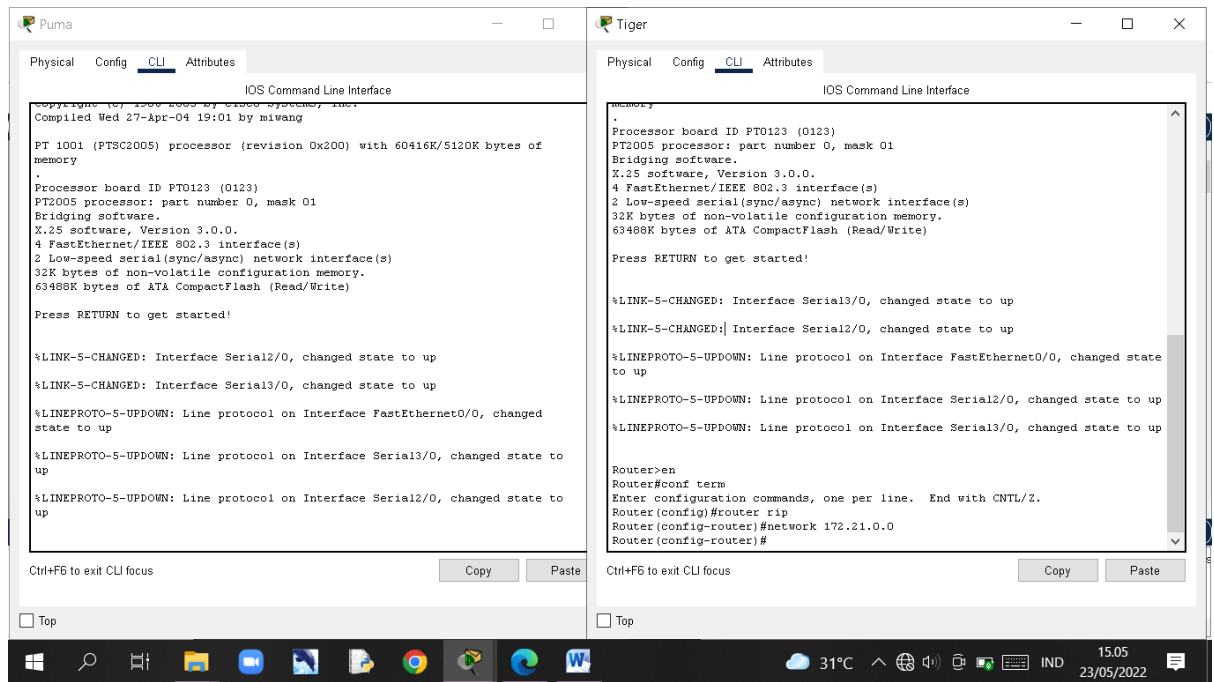 Puma
Physical Config CLI Attributes
IOS Command Line Interface
Copyright (c) 1986-2005 by Cisco Systems, Inc.
Compiled Wed 27-Apr-04 19:01 by miwang
PT 1001 (PTSC2005) processor (revision 0x200) with 60416K/5120K bytes of
memory
.
Processor board ID PT0123 (0123)
PT2005 processor: part number 0, mask 01
Bridging software.
X.25 software, Version 3.0.0.
4 FastEthernet/IEEE 802.3 interface(s)
2 Low-speed serial(sync/async) network interface(s)
32K bytes of non-volatile configuration memory.
63488K bytes of ATA CompactFlash (Read/Write)
Press RETURN to get started!
%LINK-5-CHANGED: Interface Serial2/0, changed state to up
%LINK-5-CHANGED: Interface Serial3/0, changed state to up
%LINEPROTO-5-UPDOWN: Line protocol on Interface FastEthernet0/0, changed
state to up
%LINEPROTO-5-UPDOWN: Line protocol on Interface Serial3/0, changed state to
up
%LINEPROTO-5-UPDOWN: Line protocol on Interface Serial2/0, changed state to
up
Ctrl+F6 to exit CLI focus
Copy Paste
Top
Tiger
Physical Config CLI Attributes
IOS Command Line Interface
memory
.
Processor board ID PT0123 (0123)
PT2005 processor: part number 0, mask 01
Bridging software.
X.25 software, Version 3.0.0.
4 FastEthernet/IEEE 802.3 interface(s)
2 Low-speed serial(sync/async) network interface(s)
32K bytes of non-volatile configuration memory.
63488K bytes of ATA CompactFlash (Read/Write)
Press RETURN to get started!
%LINK-5-CHANGED: Interface Serial3/0, changed state to up
%LINK-5-CHANGED: Interface Serial2/0, changed state to up
%LINEPROTO-5-UPDOWN: Line protocol on Interface FastEthernet0/0, changed state
to up
%LINEPROTO-5-UPDOWN: Line protocol on Interface Serial2/0, changed state to up
%LINEPROTO-5-UPDOWN: Line protocol on Interface Serial3/0, changed state to up
Router>en
Router#conf term
Enter configuration commands, one per line. End with CNTL/Z.
Router(config)#router rip
Router(config-router)#network 172.21.0.0
Router(config-router)#
Ctrl+F6 to exit CLI focus
Copy Paste
Top
31°C IND 15.05
23/05/2022